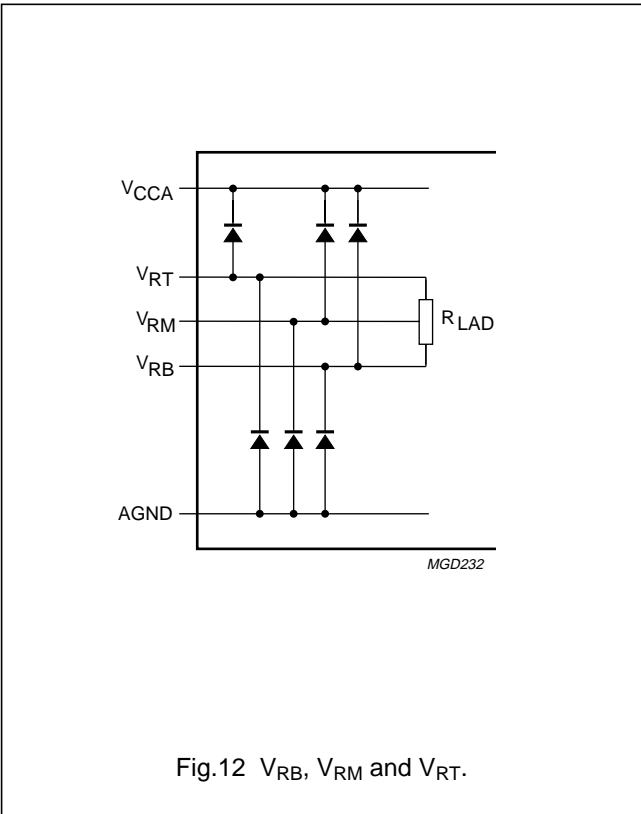 VCCA
VRT
VRM
RLAD
VRB
AGND
MGD232
Fig.12 VRB, VRM and VRT.